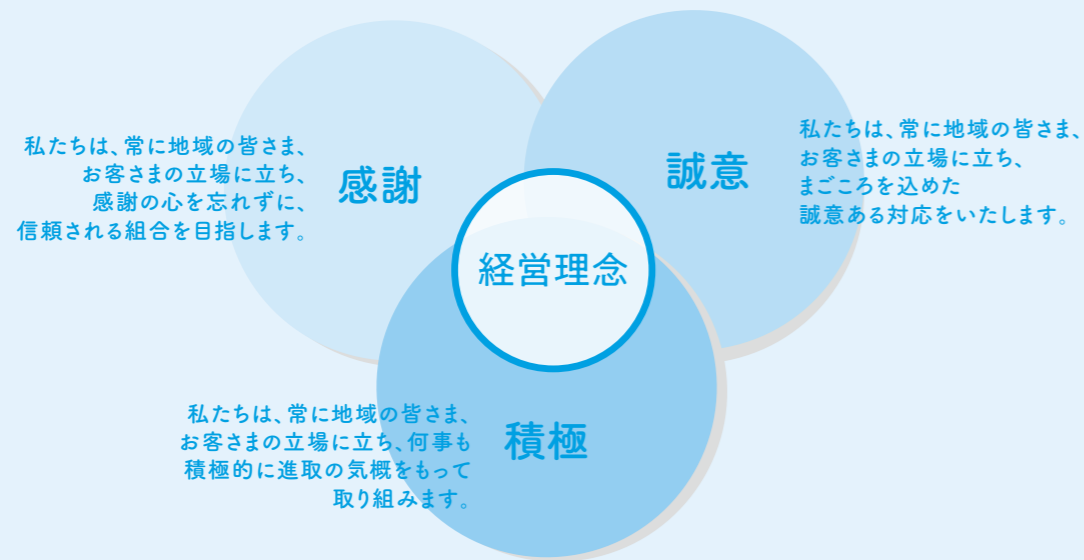 私たちは、常に地域の皆さま、
お客さまの立場に立ち、
感謝の心を忘れずに、
信頼される組合を目指します。
感謝
誠意
私たちは、常に地域の皆さま、
お客さまの立場に立ち、
まごころを込めた
誠意ある対応をいたします。
経営理念
私たちは、常に地域の皆さま、
お客さまの立場に立ち、何事も
積極的に進取の気概をもって
取り組みます。
積極